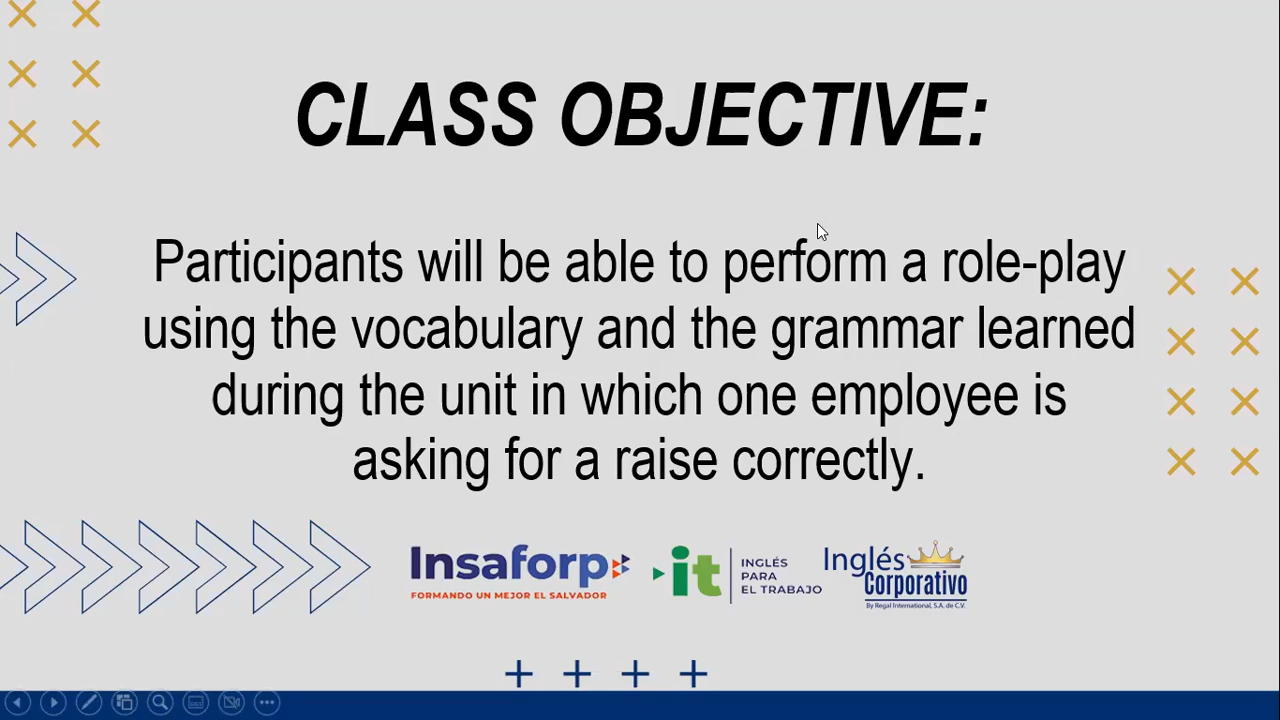 CLASS OBJECTIVE:
Participants will be able to perform a role-play
using the vocabulary and the grammar learned
during the unit in which one employee is
asking for a raise correctly.
Insaforp
FORMANDO UN MEJOR EL SALVADOR
it
INGLÉS
PARA
EL TRABAJO
Inglés
Corporativo
By Regal International, S.A. de C.V.